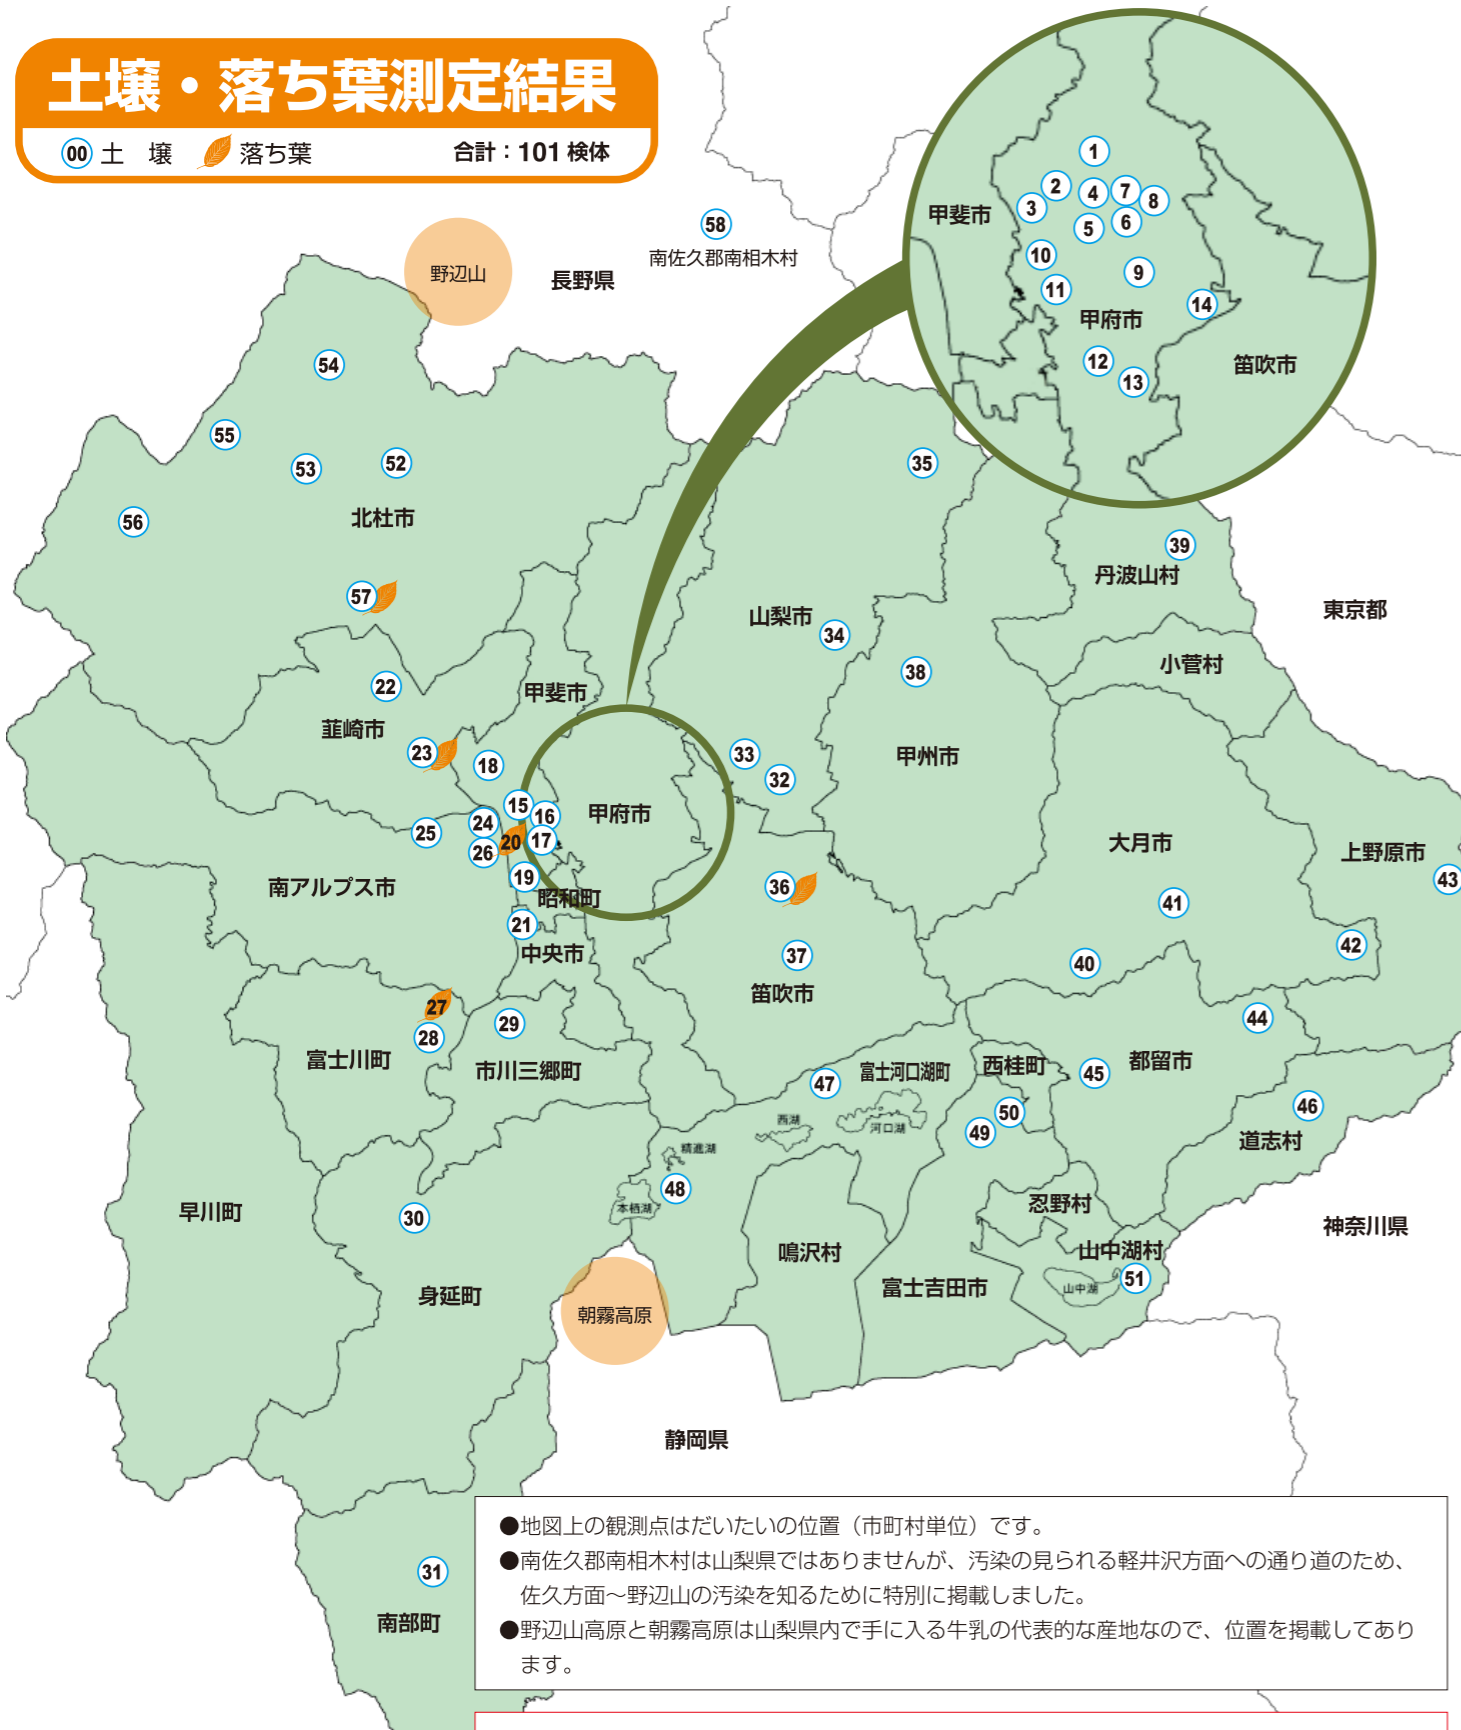 土壌・落ち葉測定結果
00 土 壌 落ち葉 合計：101 検体
1
2
3
4
7
8
5
6
甲斐市
10
9
11
14
甲府市
12
13
笛吹市
58
南佐久郡南相木村
野辺山
長野県
54
55
53
52
56
北杜市
57
35
39
丹波山村
東京都
山梨市
34
小菅村
38
22
甲斐市
韮崎市
23
18
33
32
甲州市
15
16
甲府市
24
25
20
17
26
大月市
上野原市
南アルプス市
19
昭和町
36
43
41
21
中央市
37
40
42
笛吹市
27
28
29
44
富士川町
市川三郷町
47
富士河口湖町
西桂町
45
都留市
西湖
河口湖
49
50
46
道志村
精進湖
48
本栖湖
早川町
30
忍野村
神奈川県
鳴沢村
山中湖村
51
山中湖
身延町
朝霧高原
富士吉田市
静岡県
31
南部町
●地図上の観測点はだいたいの位置（市町村単位）です。
●南佐久郡南相木村は山梨県ではありませんが、汚染の見られる軽井沢方面への通り道のため、
佐久方面～野辺山の汚染を知るために特別に掲載しました。
●野辺山高原と朝霧高原は山梨県内で手に入る牛乳の代表的な産地なので、位置を掲載してあり
ます。